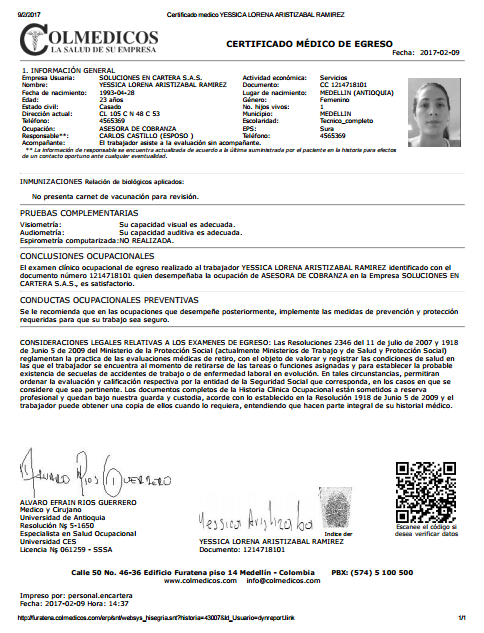 9/2/2017 Certificado medico YESSICA LORENA ARISTIZABAL RAMIREZ
COLMEDICOS
LA SALUD DE SU EMPRESA
CERTIFICADO MÉDICO DE EGRESO
Fecha: 2017-02-09
1. INFORMACIÓN GENERAL
Empresa Usuaria: SOLUCIONES EN CARTERA S.A.S. Actividad económica: Servicios
Nombre: YESSICA LORENA ARISTIZABAL RAMIREZ Documento: CC 1214718101
Fecha de nacimiento: 1993-04-28 Lugar de nacimiento: MEDELLIN (ANTIOQUIA)
Edad: 23 años Género: Femenino
Estado civil: Casado No. hijos vivos: 1
Dirección actual: CL 105 C N 48 C 53 Municipio: MEDELLIN
Teléfono: 4565369 Escolaridad: Tecnico_completo
Ocupación: ASESORA DE COBRANZA EPS: Sura
Responsable**: CARLOS CASTILLO (ESPOSO ) Teléfono: 4565369
Acompañante: El trabajador asiste a la evaluación sin acompañante.
** La información de responsable se encuentra actualizada de acuerdo a la última suministrada por el paciente en la historia para efectos
de un contacto oportuno ante cualquier eventualidad.
INMUNIZACIONES Relación de biológicos aplicados:
No presenta carnet de vacunación para revisión.
PRUEBAS COMPLEMENTARIAS
Visiometría: Su capacidad visual es adecuada.
Audiometría: Su capacidad auditiva es adecuada.
Espirometría computarizada:NO REALIZADA.
CONCLUSIONES OCUPACIONALES
El examen clínico ocupacional de egreso realizado al trabajador YESSICA LORENA ARISTIZABAL RAMIREZ identificado con el
documento número 1214718101 quien desempeñaba la ocupación de ASESORA DE COBRANZA en la Empresa SOLUCIONES EN
CARTERA S.A.S., es satisfactorio.
CONDUCTAS OCUPACIONALES PREVENTIVAS
Se le recomienda que en las ocupaciones que desempeñe posteriormente, implemente las medidas de prevención y protección
requeridas para que su trabajo sea seguro.
CONSIDERACIONES LEGALES RELATIVAS A LOS EXAMENES DE EGRESO: Las Resoluciones 2346 del 11 de julio de 2007 y 1918
de Junio 5 de 2009 del Ministerio de la Protección Social (actualmente Ministerios de Trabajo y de Salud y Protección Social)
reglamentan la practica de las evaluaciones médicas de retiro, con el objeto de valorar y registrar las condiciones de salud en
las que el trabajador se encuentra al momento de retirarse de las tareas o funciones asignadas y para establecer la probable
existencia de secuelas de accidentes de trabajo o de enfermedad laboral en evolución. En tales circunstancias, permitiran
ordenar la evaluación y calificación respectiva por la entidad de la Seguridad Social que corresponda, en los casos en que se
considere que sea pertinente. Los documentos completos de la Historia Clínica Ocupacional están sometidos a reserva
profesional y quedan bajo nuestra guarda y custodia, acorde con lo establecido en la Resolución 1918 de Junio 5 de 2009 y el
trabajador puede obtener una copia de ellos cuando lo requiera, entendiendo que hacen parte integral de su historial médico.
Alvaro Rios Guerrero
ALVARO EFRAIN RIOS GUERRERO
Medico y Cirujano
Universidad de Antioquia
Resolución Nş 5-1650
Especialista en Salud Ocupacional
Universidad CES
Licencia Nş 061259 - SSSA
Yessica Aristizabal
Indice der
YESSICA LORENA ARISTIZABAL RAMIREZ
Documento: 1214718101
Escanee el código si
desea verificar datos
Calle 50 No. 46-36 Edificio Furatena piso 14 Medellín - Colombia PBX: (574) 5 100 500
www.colmedicos.com info@colmedicos.com
Impreso por: personal.encartera
Fecha: 2017-02-09 Hora: 14:37
http://furatena.colmedicos.com/erp/snt/websys_hisegria.snt?historia=43007&Id_Usuario=dynreport.link 1/1